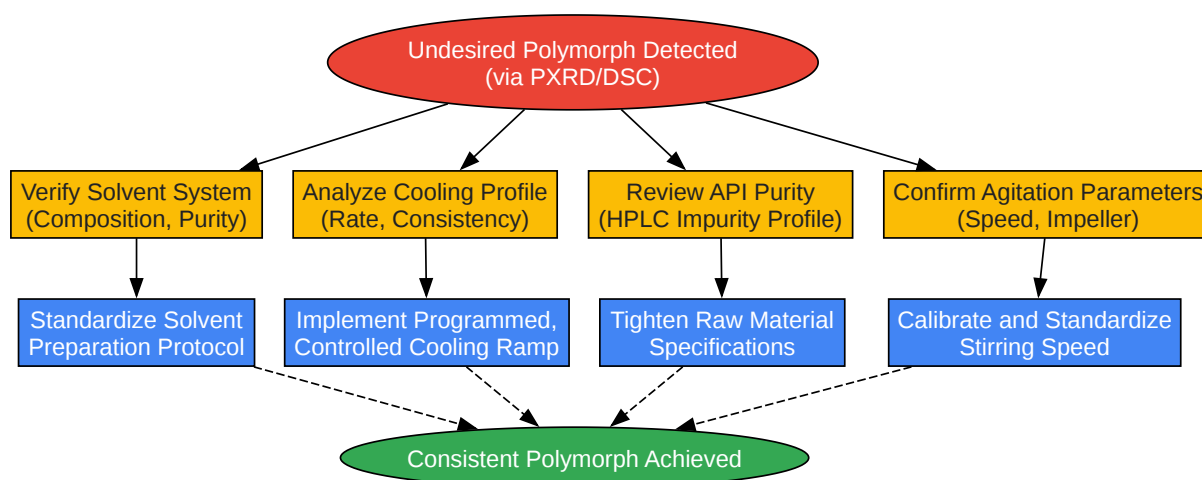 Undesired Polymorph Detected
(via PXRD/DSC)
Verify Solvent System
(Composition, Purity)
Analyze Cooling Profile
(Rate, Consistency)
Review API Purity
(HPLC Impurity Profile)
Confirm Agitation Parameters
(Speed, Impeller)
Standardize Solvent
Preparation Protocol
Implement Programmed,
Controlled Cooling Ramp
Tighten Raw Material
Specifications
Calibrate and Standardize
Stirring Speed
Consistent Polymorph Achieved